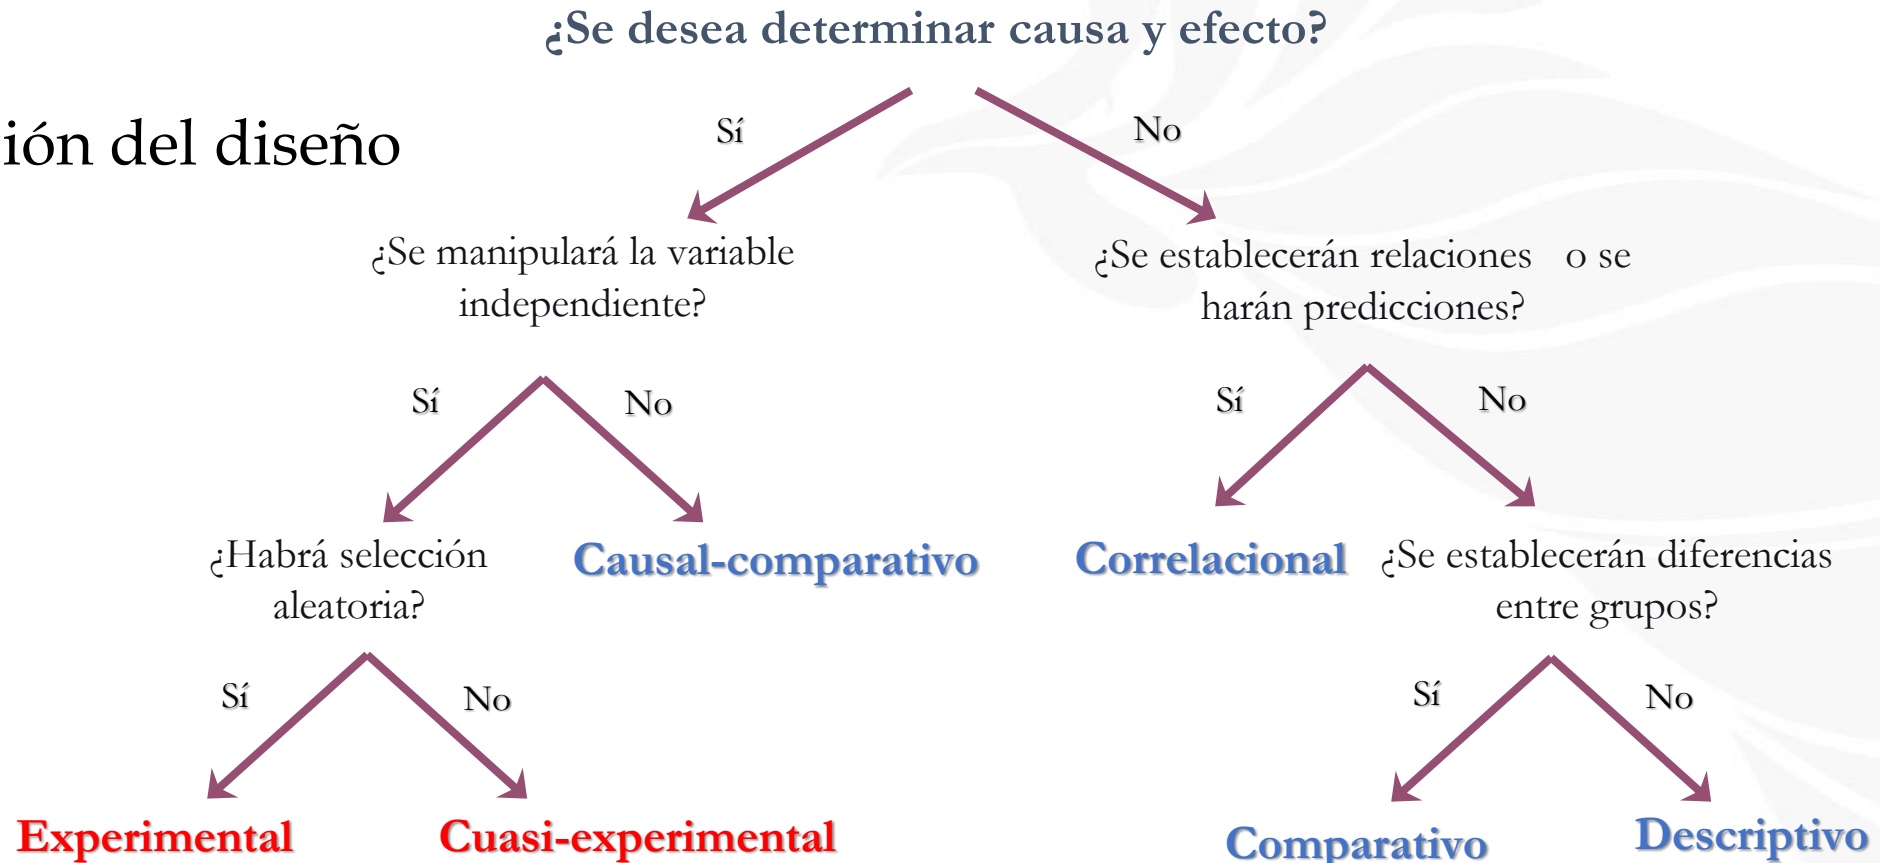 ¿Se desea determinar causa y efecto?
ión del diseño
Sí
No
¿Se manipulará la variable
independiente?
¿Se establecerán relaciones o se
harán predicciones?
Sí
No
Sí
No
¿Habrá selección
aleatoria?
Causal-comparativo
Correlacional
¿Se establecerán diferencias
entre grupos?
Sí
No
Sí
No
Experimental
Cuasi-experimental
Comparativo
Descriptivo